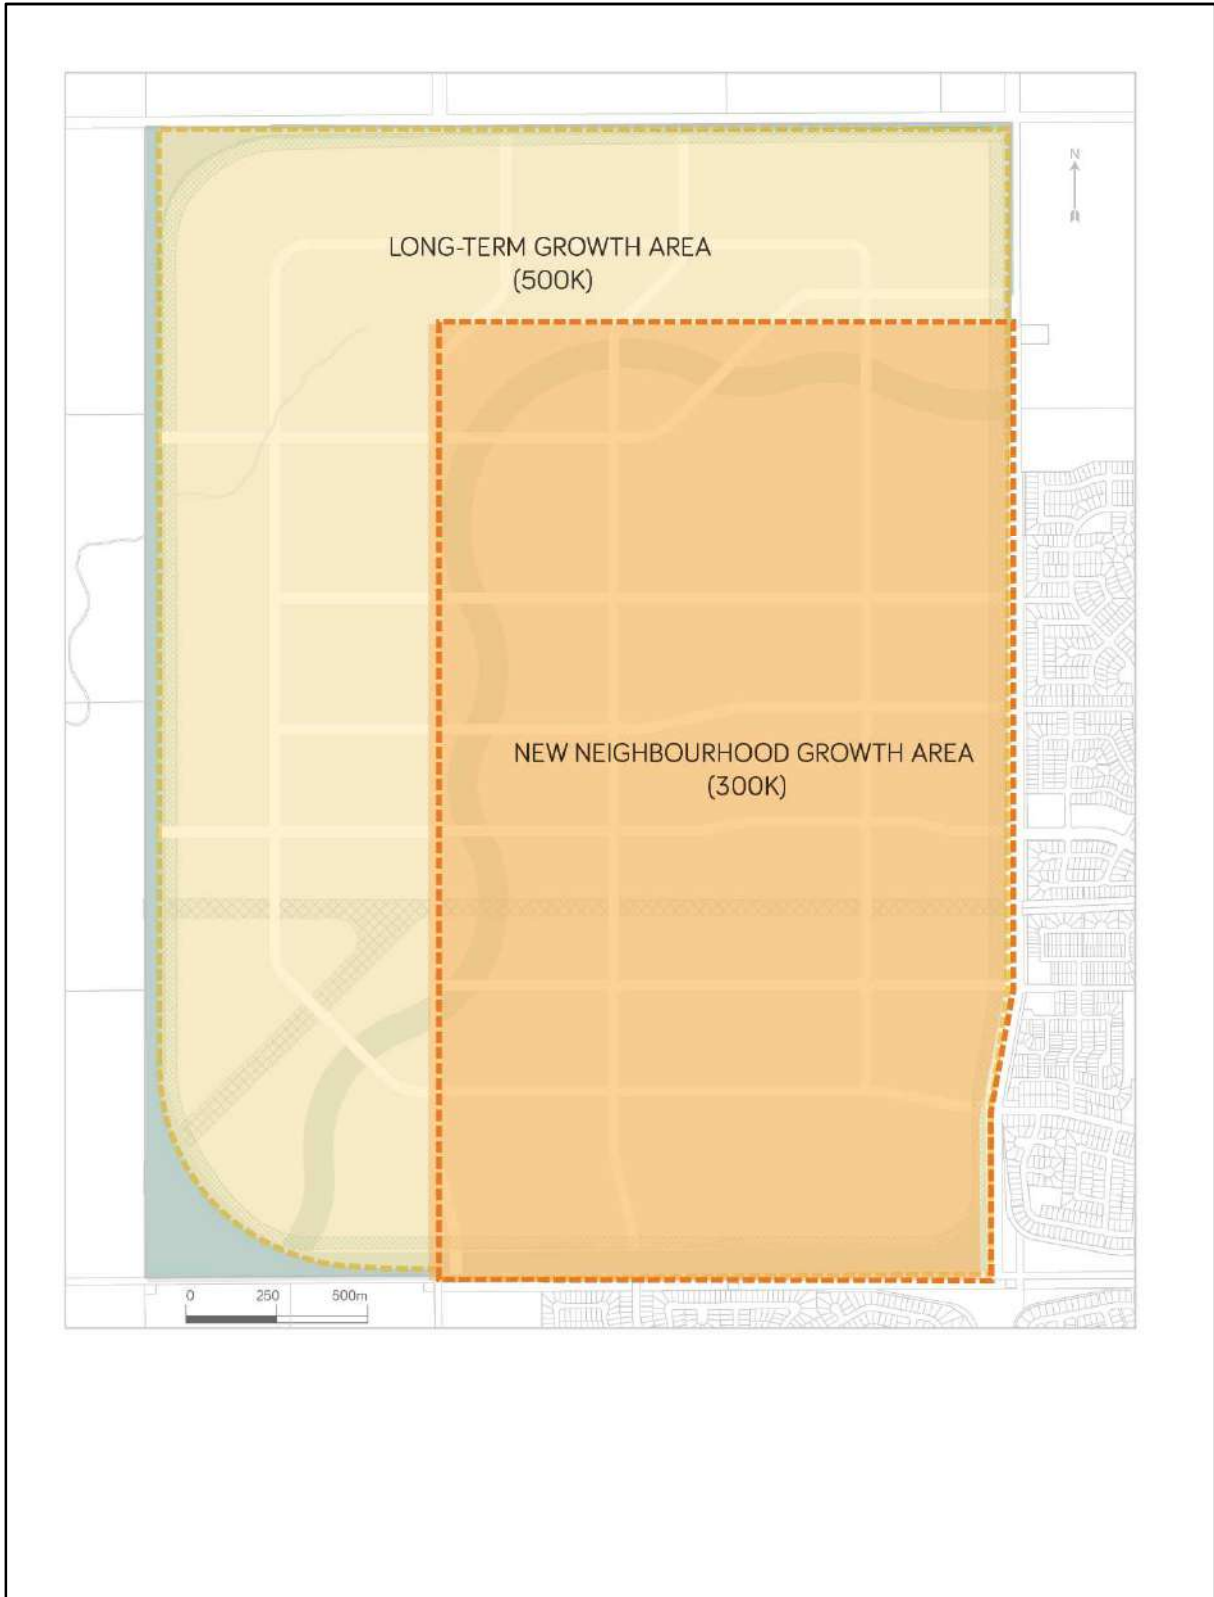 N
LONG-TERM GROWTH AREA
(500K)
NEW NEIGHBOURHOOD GROWTH AREA
(300K)
0 250 500m